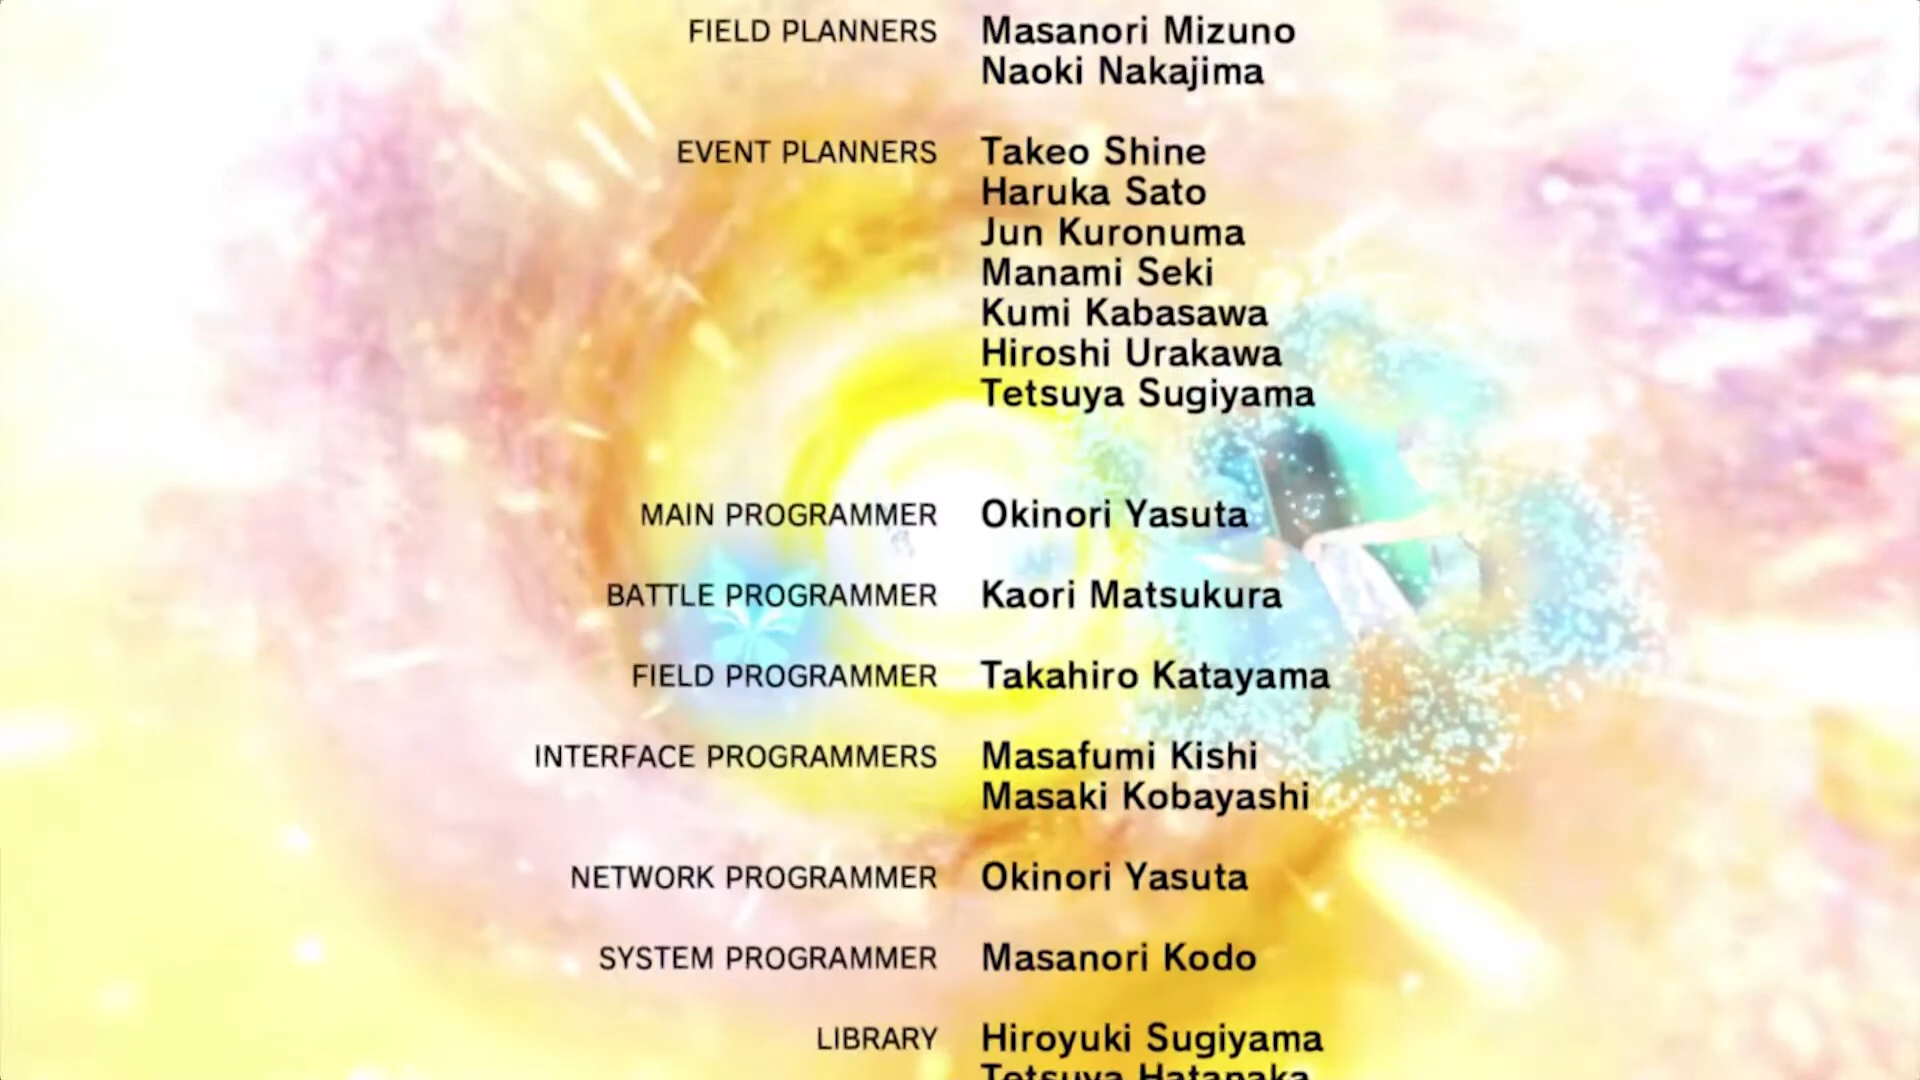 FIELD PLANNERS Masanori Mizuno
Naoki Nakajima
EVENT PLANNERS Takeo Shine
Haruka Sato
Jun Kuronuma
Manami Seki
Kumi Kabasawa
Hiroshi Urakawa
Tetsuya Sugiyama
MAIN PROGRAMMER Okinori Yasuta
BATTLE PROGRAMMER Kaori Matsukura
FIELD PROGRAMMER Takahiro Katayama
INTERFACE PROGRAMMERS Masafumi Kishi
Masaki Kobayashi
NETWORK PROGRAMMER Okinori Yasuta
SYSTEM PROGRAMMER Masanori Kodo
LIBRARY Hiroyuki Sugiyama
Tetsuya Hatanaka